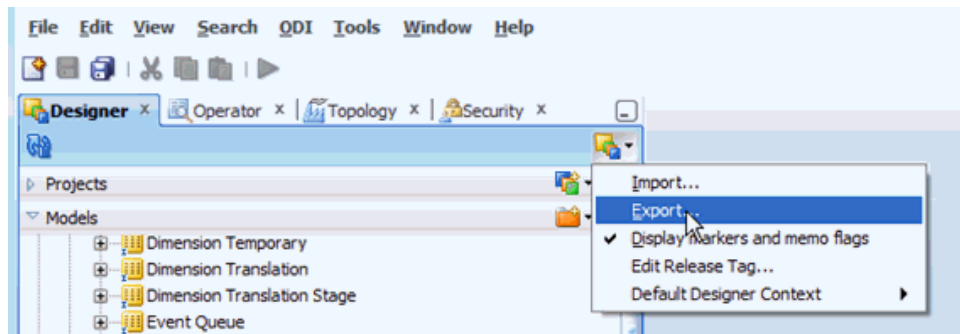 File Edit View Search ODI Tools Window Help
Designer x Operator x Topology x Security x
Projects
Models
Dimension Temporary
Dimension Translation
Dimension Translation Stage
Event Queue
Import...
Export...
Display markers and memo flags
Edit Release Tag...
Default Designer Context